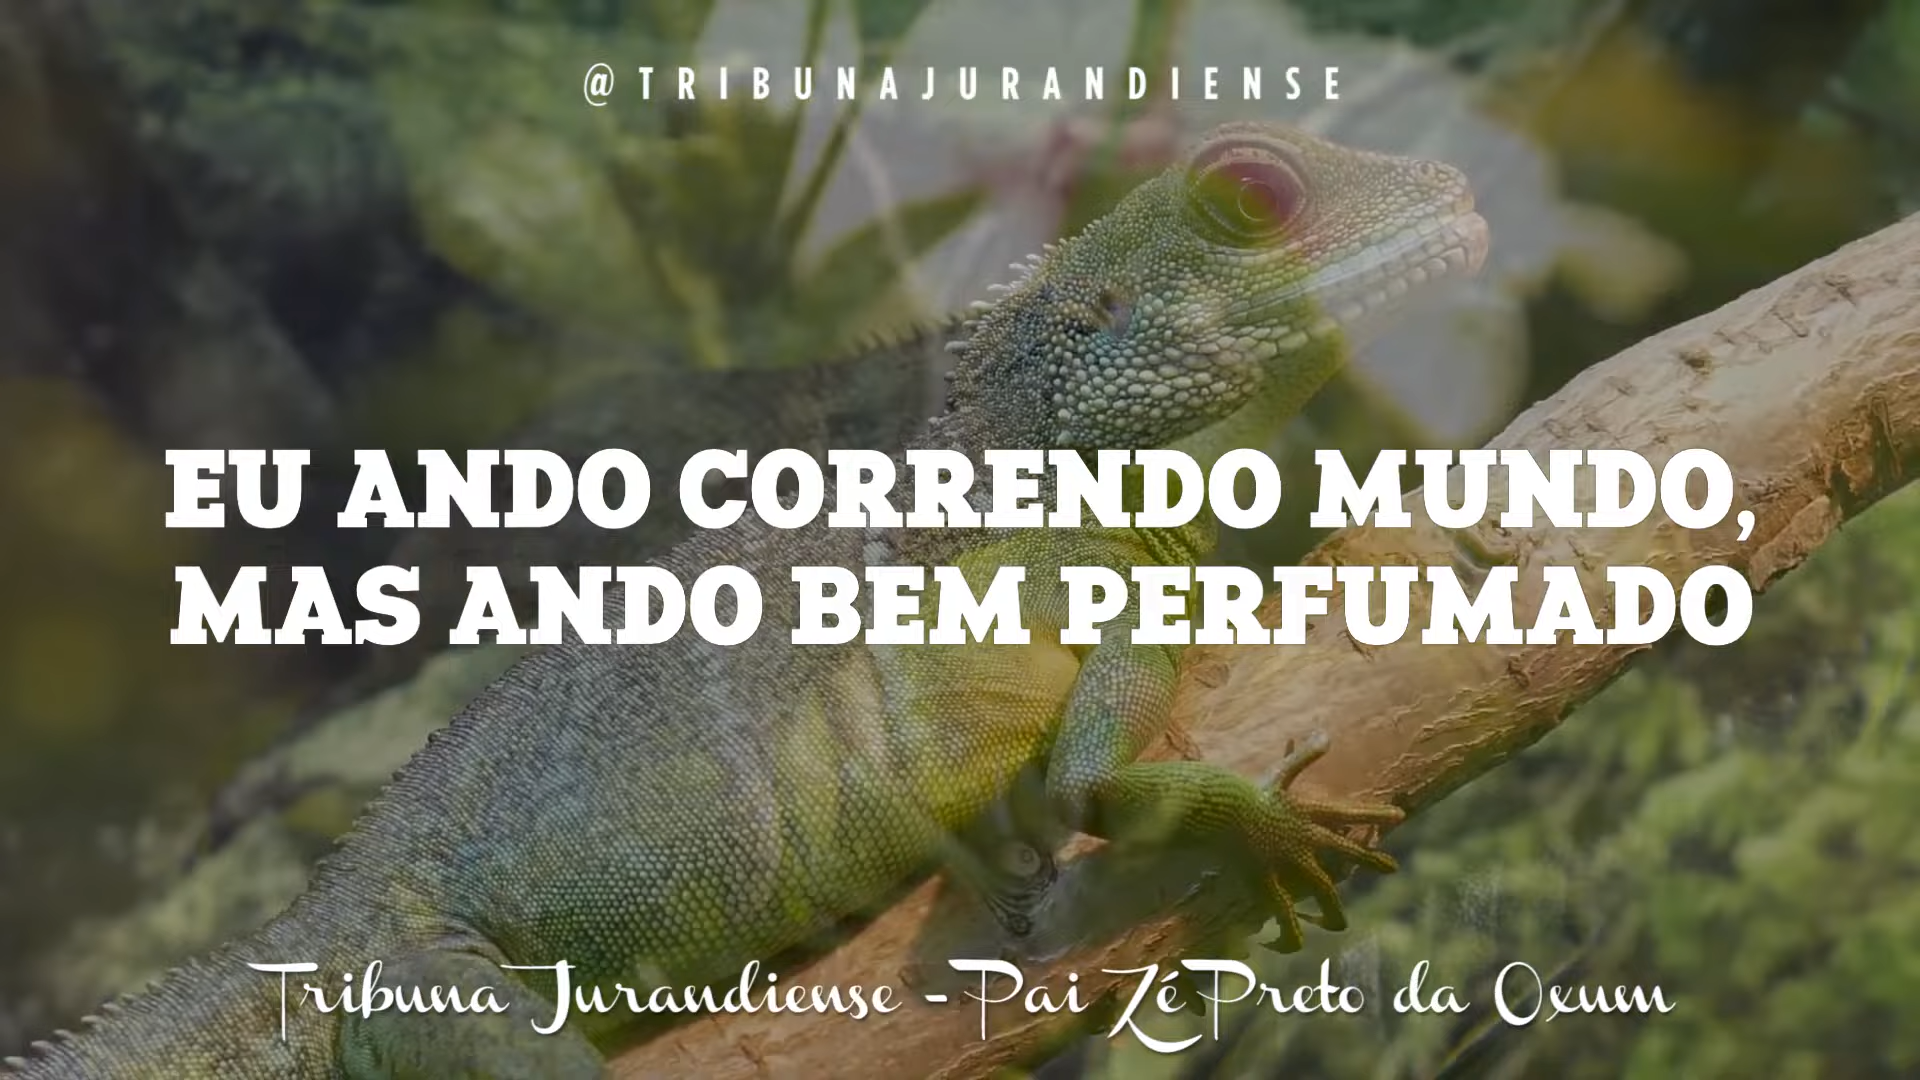 @TRIBUNAJURANDIENSE
EU ANDO CORRENDO MUNDO,
MAS ANDO BEM PERFUMADO
Tribuna Jurandiense - Pai Zé Preto da Oxum